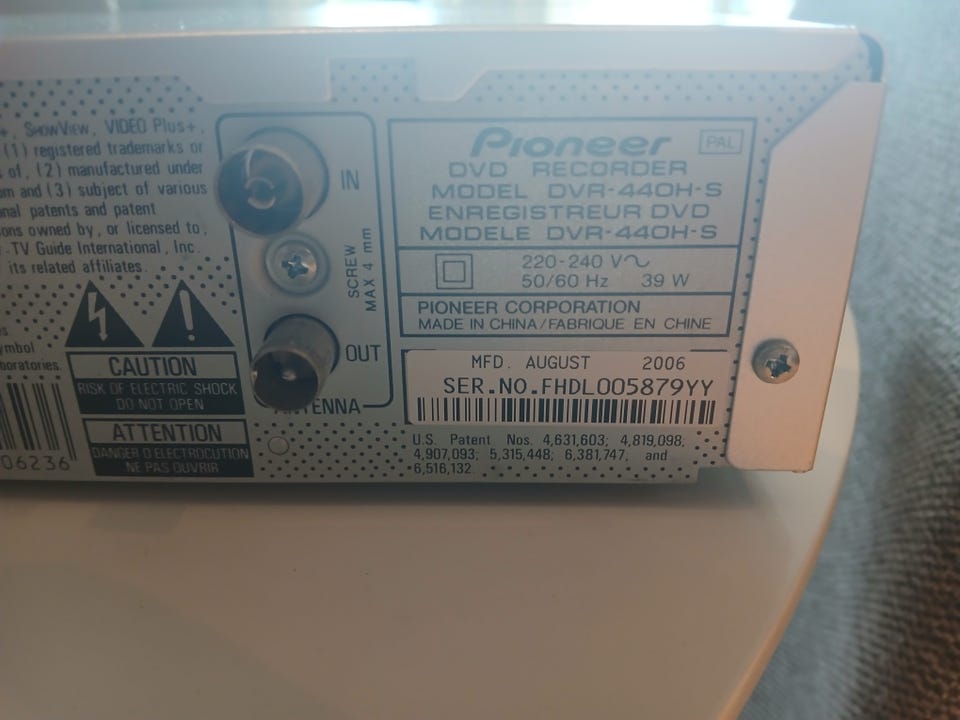 +, SHOWVIEW, VIDEO Plus+,
(1) registered trademarks or
of, (2) manufactured under
and (3) subject of various
patents and patent
owned by, or licensed to,
TV Guide International, Inc.
its related affiliates.
CAUTION
RISK OF ELECTRIC SHOCK
DO NOT OPEN
ATTENTION
DANGER D'ELECTROCUTION
NE PAS OUVRIR
06236
IN
SCREW
MAX 4 mm
OUT
ANTENNA
Pioneer PAL
DVD RECORDER
MODEL DVR-440H-S
ENREGISTREUR DVD
MODELE DVR-440H-S
220-240 V~
50/60 Hz 39 W
PIONEER CORPORATION
MADE IN CHINA/FABRIQUE EN CHINE
MFD. AUGUST 2006
SER.NO.FHDL005879YY
U.S. Patent Nos. 4,631,603; 4,819,098,
4,907,093; 5,315,448; 6,381,747, and
6,516,132